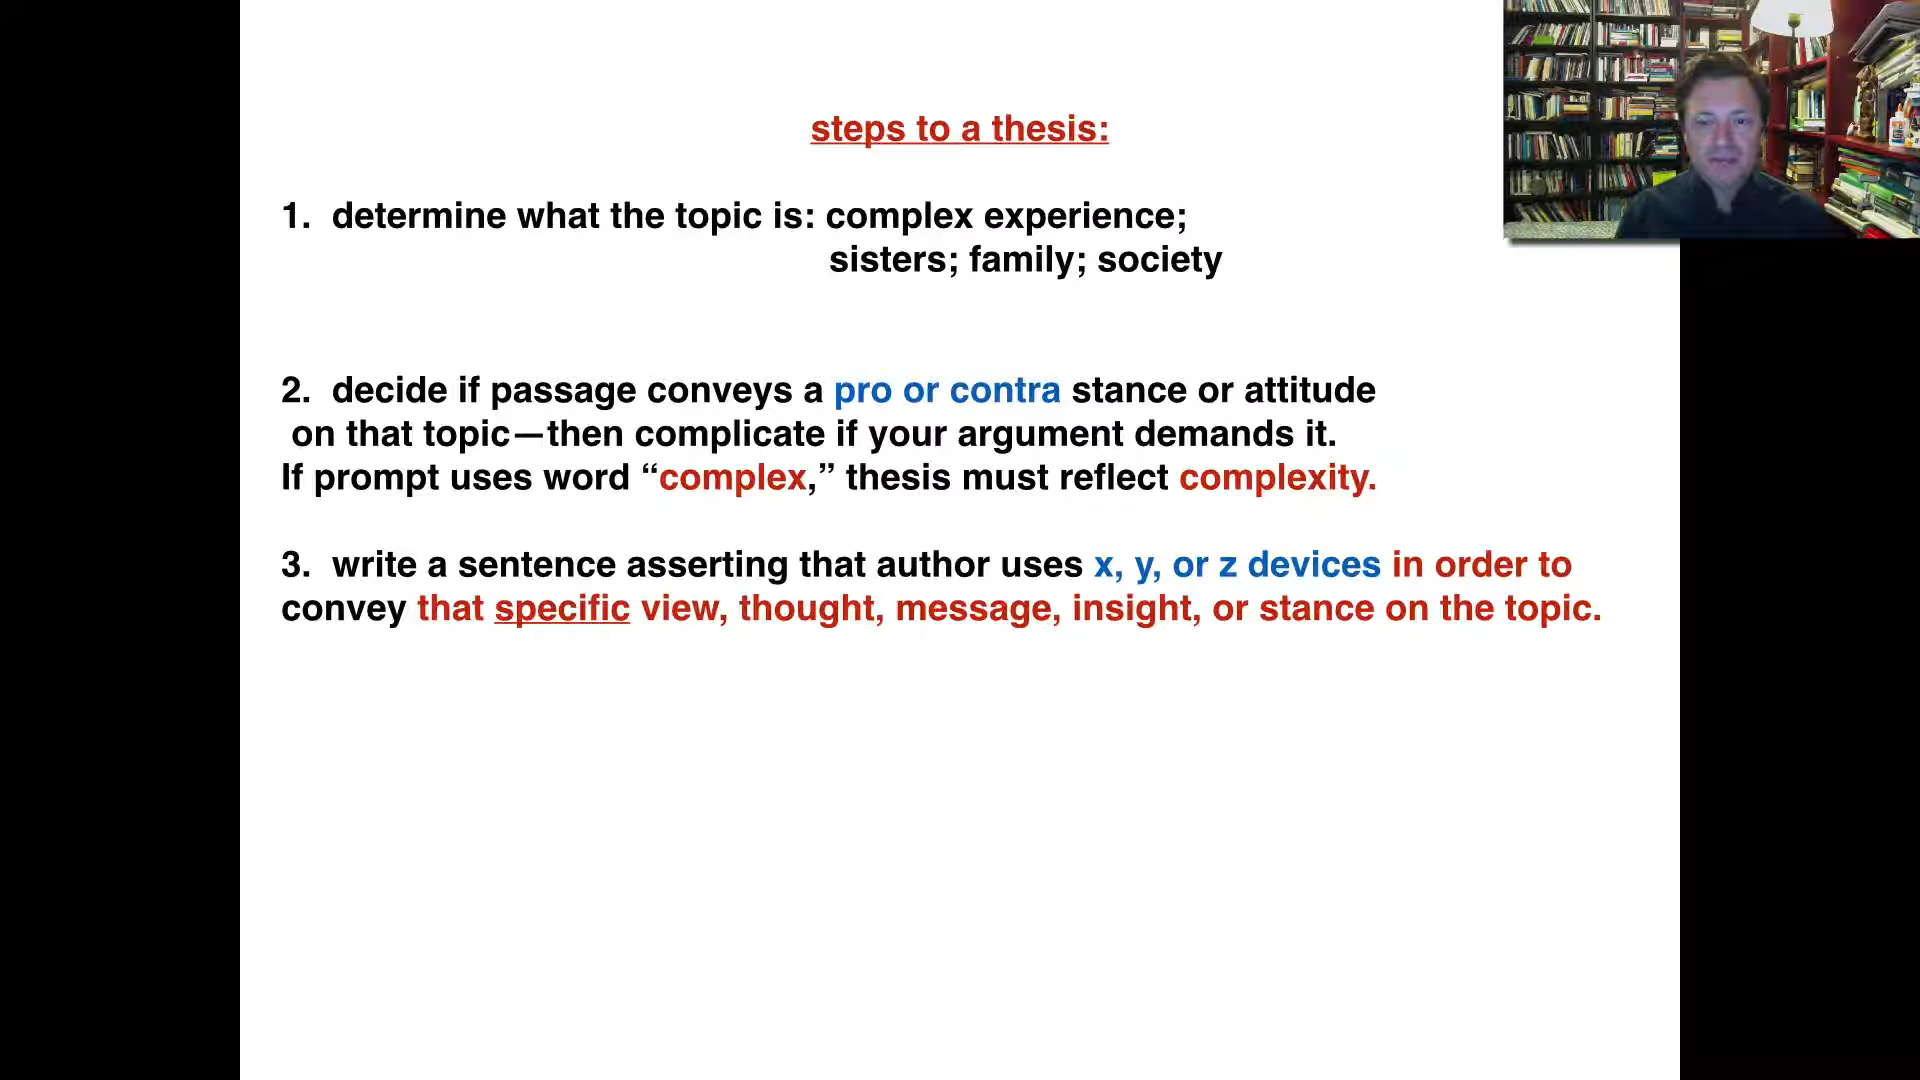 steps to a thesis:
1. determine what the topic is: complex experience;
sisters; family; society
2. decide if passage conveys a pro or contra stance or attitude
on that topic—then complicate if your argument demands it.
If prompt uses word “complex,” thesis must reflect complexity.
3. write a sentence asserting that author uses x, y, or z devices in order to
convey that specific view, thought, message, insight, or stance on the topic.